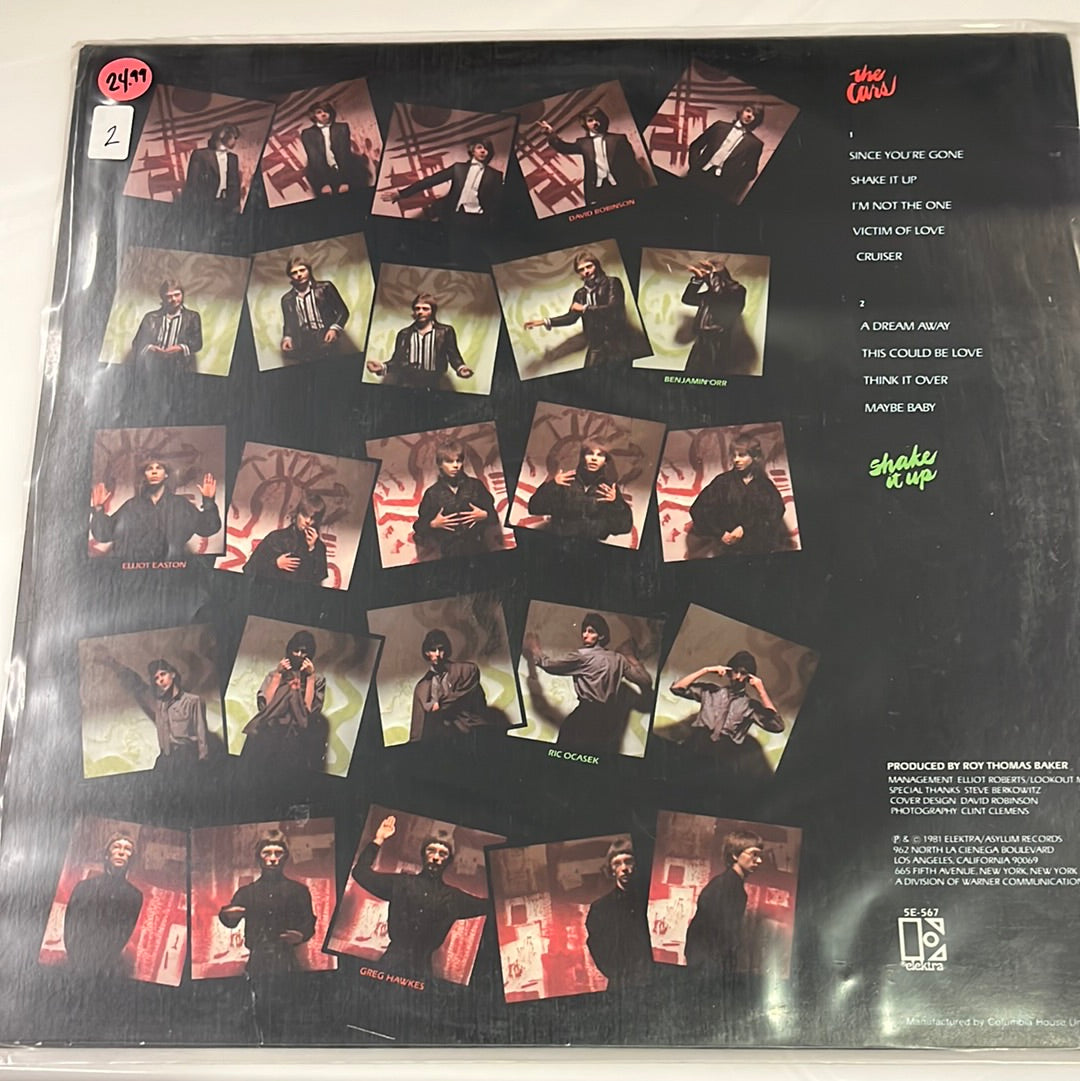 24.99
2
the
Cars
1
SINCE YOU'RE GONE
SHAKE IT UP
I'M NOT THE ONE
VICTIM OF LOVE
CRUISER
2
A DREAM AWAY
THIS COULD BE LOVE
THINK IT OVER
MAYBE BABY
shake
it up
DAVID ROBINSON
BENJAMIN ORR
ELLIOT EASTON
RIC OCASEK
GREG HAWKES
PRODUCED BY ROY THOMAS BAKER
MANAGEMENT ELLIOT ROBERTS/LOOKOUT
SPECIAL THANKS STEVE BERKOWITZ
COVER DESIGN DAVID ROBINSON
PHOTOGRAPHY CLINT CLEMENS
℗ & © 1981 ELEKTRA/ASYLUM RECORDS
962 NORTH LA CIENEGA BOULEVARD
LOS ANGELES, CALIFORNIA 90069
665 FIFTH AVENUE, NEW YORK, NEW YORK
A DIVISION OF WARNER COMMUNICATION
5E-567
elektra
Manufactured by Columbia House